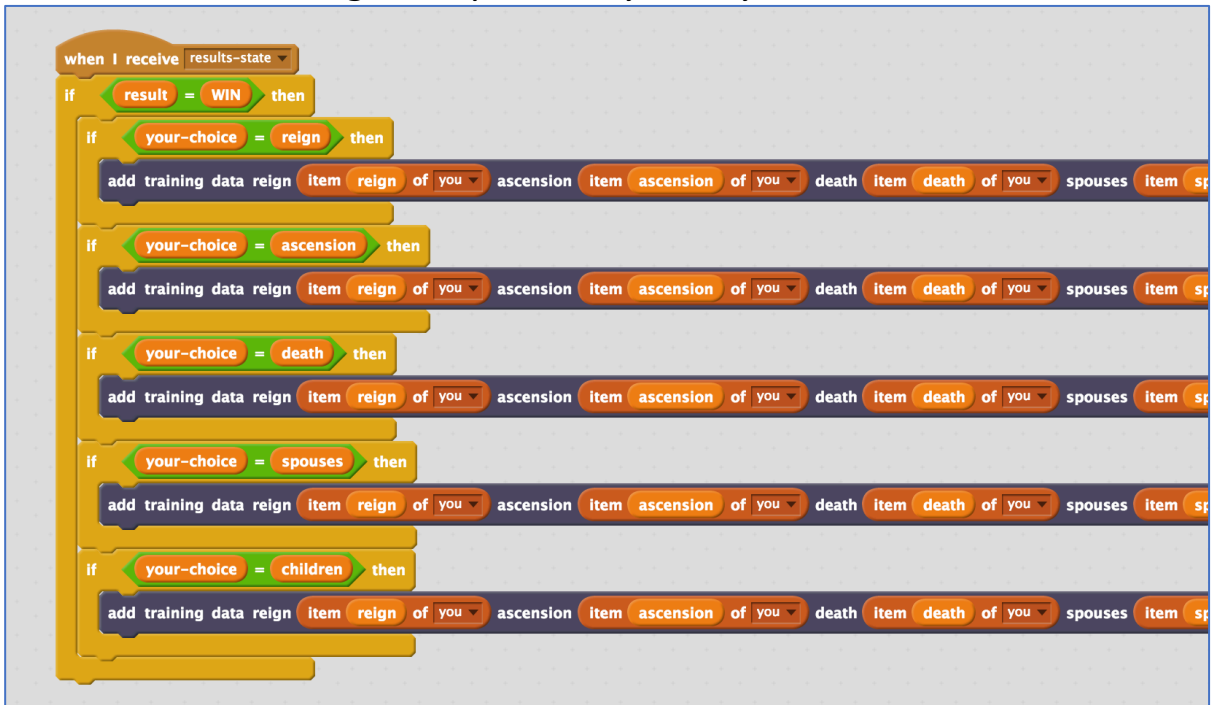 when I receive results-state
if result = WIN then
if your-choice = reign then
add training data reign item reign of you ascension item ascension of you death item death of you spouses item
if your-choice = ascension then
add training data reign item reign of you ascension item ascension of you death item death of you spouses item
if your-choice = death then
add training data reign item reign of you ascension item ascension of you death item death of you spouses item
if your-choice = spouses then
add training data reign item reign of you ascension item ascension of you death item death of you spouses item
if your-choice = children then
add training data reign item reign of you ascension item ascension of you death item death of you spouses item